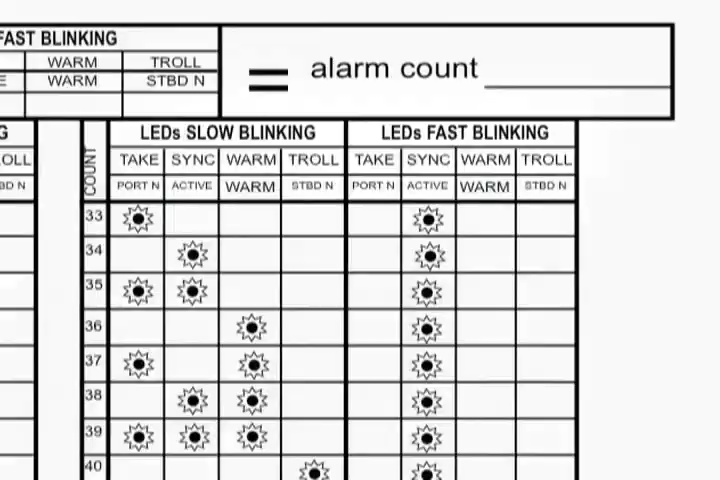 FAST BLINKING
WARM TROLL
WARM STBD N
= alarm count
LEDs SLOW BLINKING LEDs FAST BLINKING
COUNT TAKE SYNC WARM TROLL TAKE SYNC WARM TROLL
PORT N ACTIVE WARM STBD N PORT N ACTIVE WARM STBD N
33
34
35
36
37
38
39
40